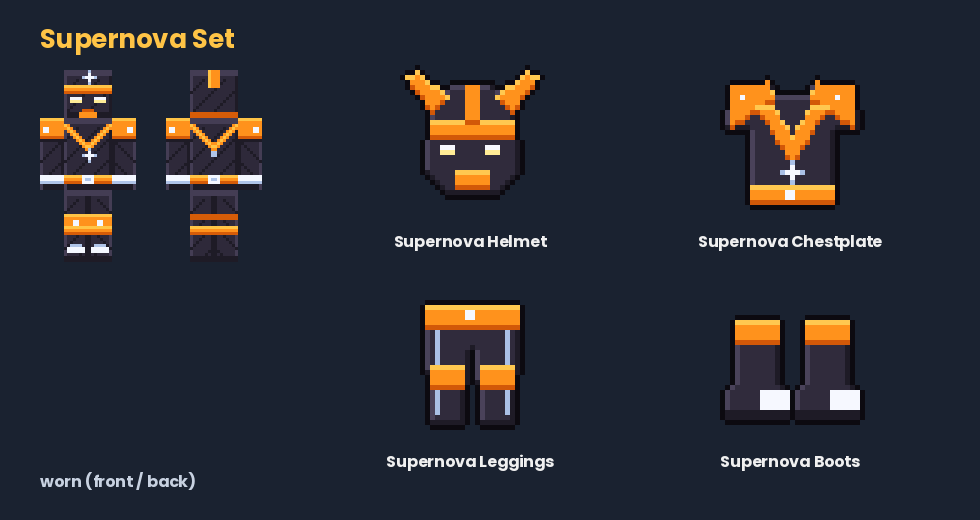 Supernova Set
Supernova Helmet
Supernova Chestplate
Supernova Leggings
Supernova Boots
worn (front / back)